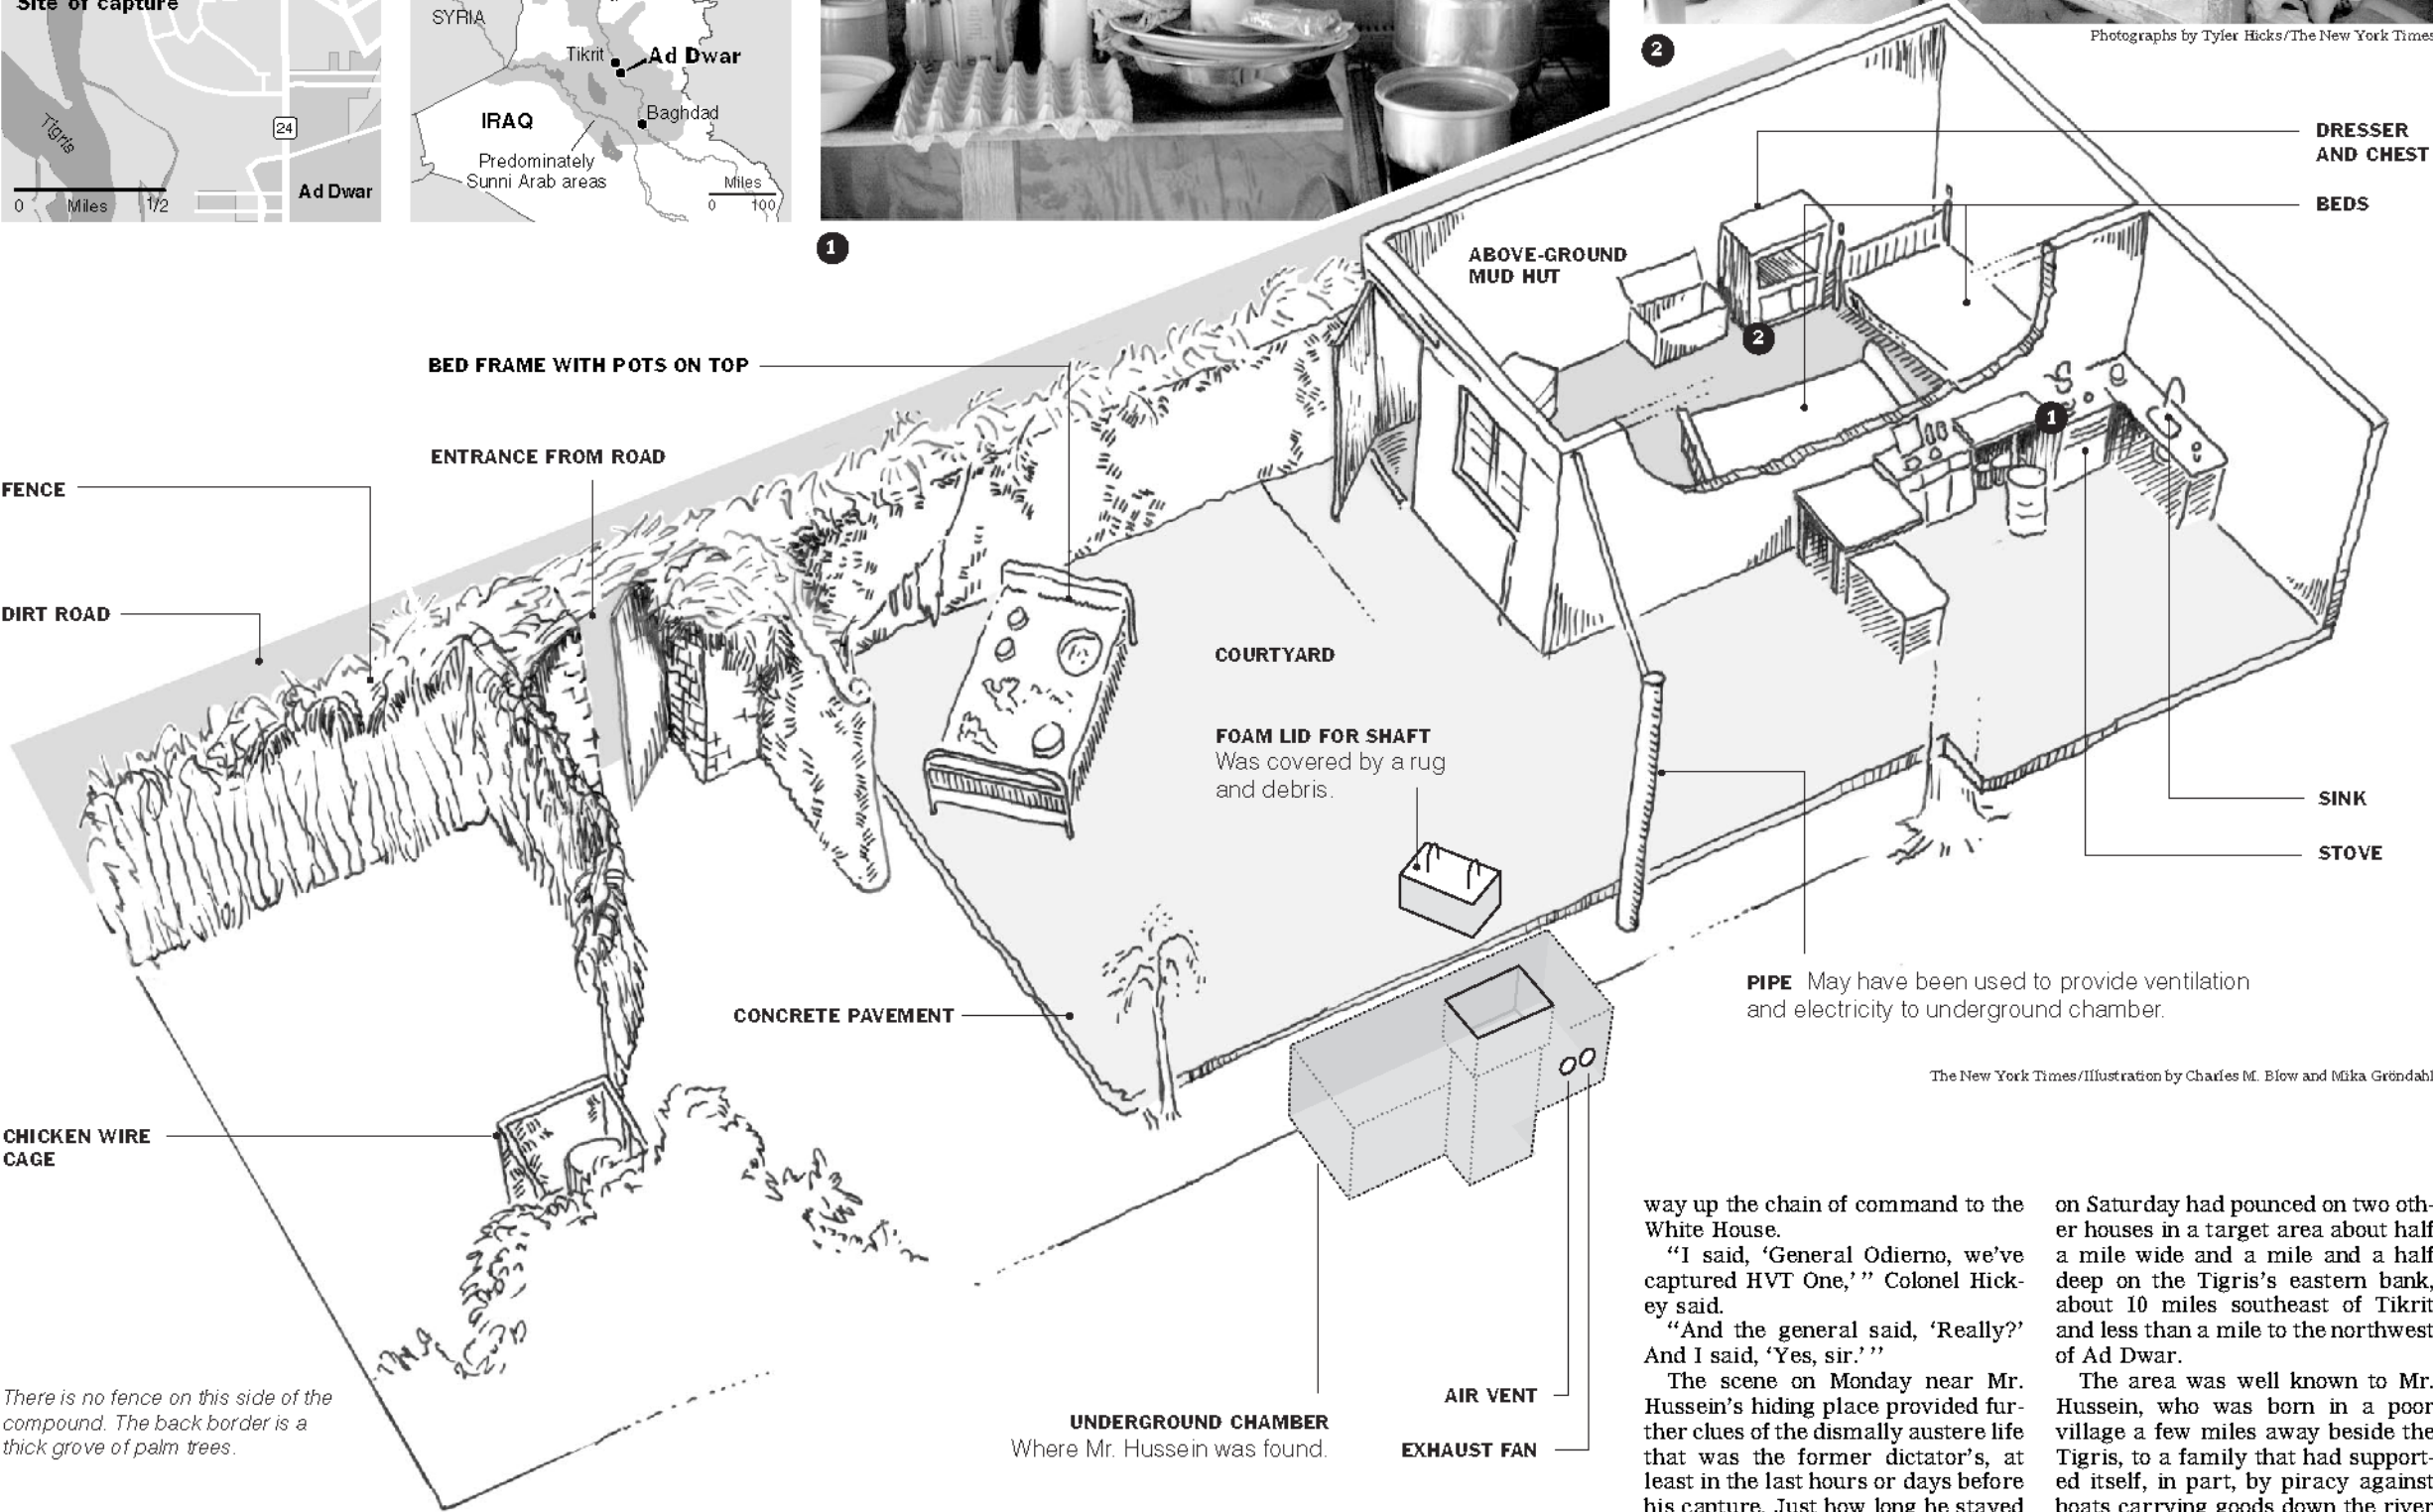 Site of capture
Tigris
24
Ad Dwar
0 Miles 1/2
SYRIA
Tikrit
Ad Dwar
IRAQ
Baghdad
Predominately
Sunni Arab areas
Miles
0 100
1
2
Photographs by Tyler Hicks/The New York Times
DRESSER
AND CHEST
BEDS
ABOVE-GROUND
MUD HUT
2
1
BED FRAME WITH POTS ON TOP
ENTRANCE FROM ROAD
FENCE
DIRT ROAD
COURTYARD
FOAM LID FOR SHAFT
Was covered by a rug
and debris.
SINK
STOVE
PIPE May have been used to provide ventilation
and electricity to underground chamber.
CONCRETE PAVEMENT
The New York Times/Illustration by Charles M. Blow and Mika Gröndahl
CHICKEN WIRE
CAGE
There is no fence on this side of the
compound. The back border is a
thick grove of palm trees.
AIR VENT
UNDERGROUND CHAMBER
Where Mr. Hussein was found.
EXHAUST FAN
way up the chain of command to the
White House.
"I said, 'General Odierno, we've
captured HVT One,' " Colonel Hick-
ey said.
"And the general said, 'Really?'
And I said, 'Yes, sir.' "
The scene on Monday near Mr.
Hussein's hiding place provided fur-
ther clues of the dismally austere life
that was the former dictator's, at
least in the last hours or days before
his capture. Just how long he stayed
on Saturday had pounced on two oth-
er houses in a target area about half
a mile wide and a mile and a half
deep on the Tigris's eastern bank,
about 10 miles southeast of Tikrit
and less than a mile to the northwest
of Ad Dwar.
The area was well known to Mr.
Hussein, who was born in a poor
village a few miles away beside the
Tigris, to a family that had support-
ed itself, in part, by piracy against
boats carrying goods down the river